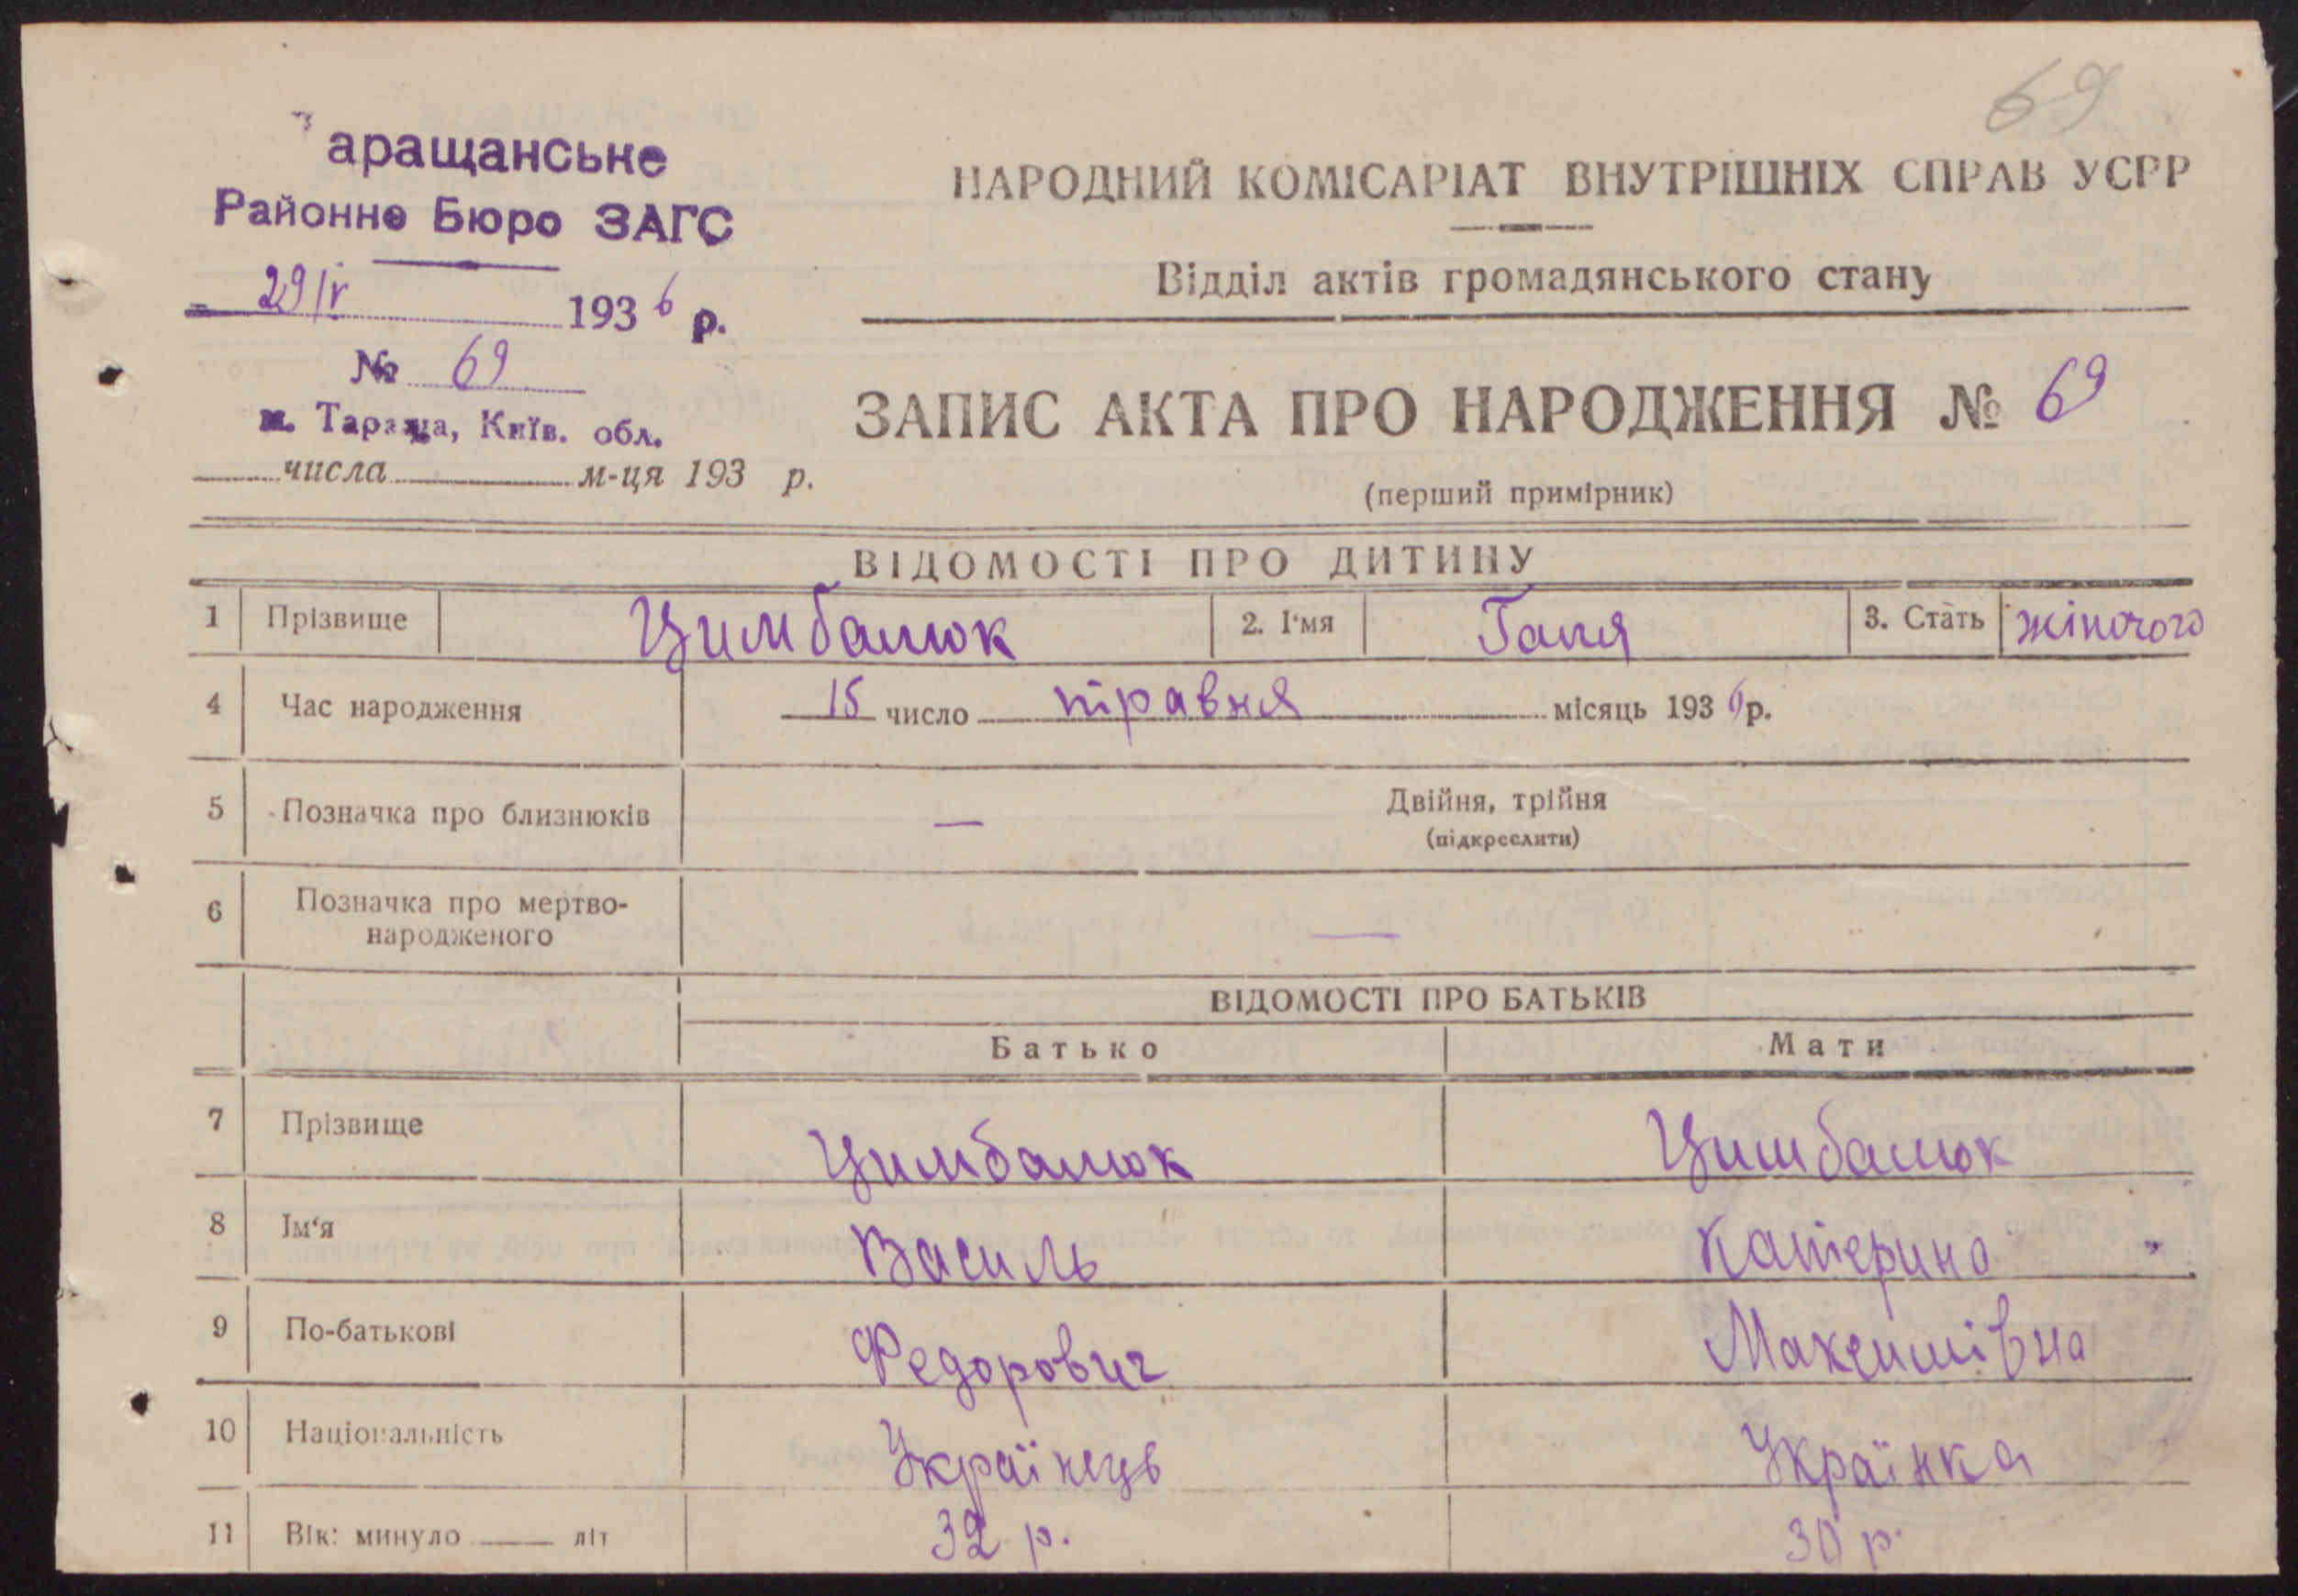 69
Таращанське
Районне Бюро ЗАГС
29/V 1936 р.
№ 69
м. Тараща, Київ. обл.
числа м-ця 193 р.
НАРОДНИЙ КОМІСАРІАТ ВНУТРІШНІХ СПРАВ УСРР
Відділ актів громадянського стану
ЗАПИС АКТА ПРО НАРОДЖЕННЯ № 69
(перший примірник)
ВІДОМОСТІ ПРО ДИТИНУ
1 Прізвище Цимбалюк 2. І'мя Галя 3. Стать жіночого
4 Час народження 15 число травня місяць 1936 р.
5 Позначка про близнюків — Двійня, трійня
(підкреслити)
6 Позначка про мертво-
народженого —
ВІДОМОСТІ ПРО БАТЬКІВ
Батько Мати
7 Прізвище Цимбалюк Цимбалюк
8 Ім'я Василь Катерина
9 По-батькові Федорович Максимівна
10 Національність Українець Українка
11 Вік: минуло ____ літ 32 р. 30 р.